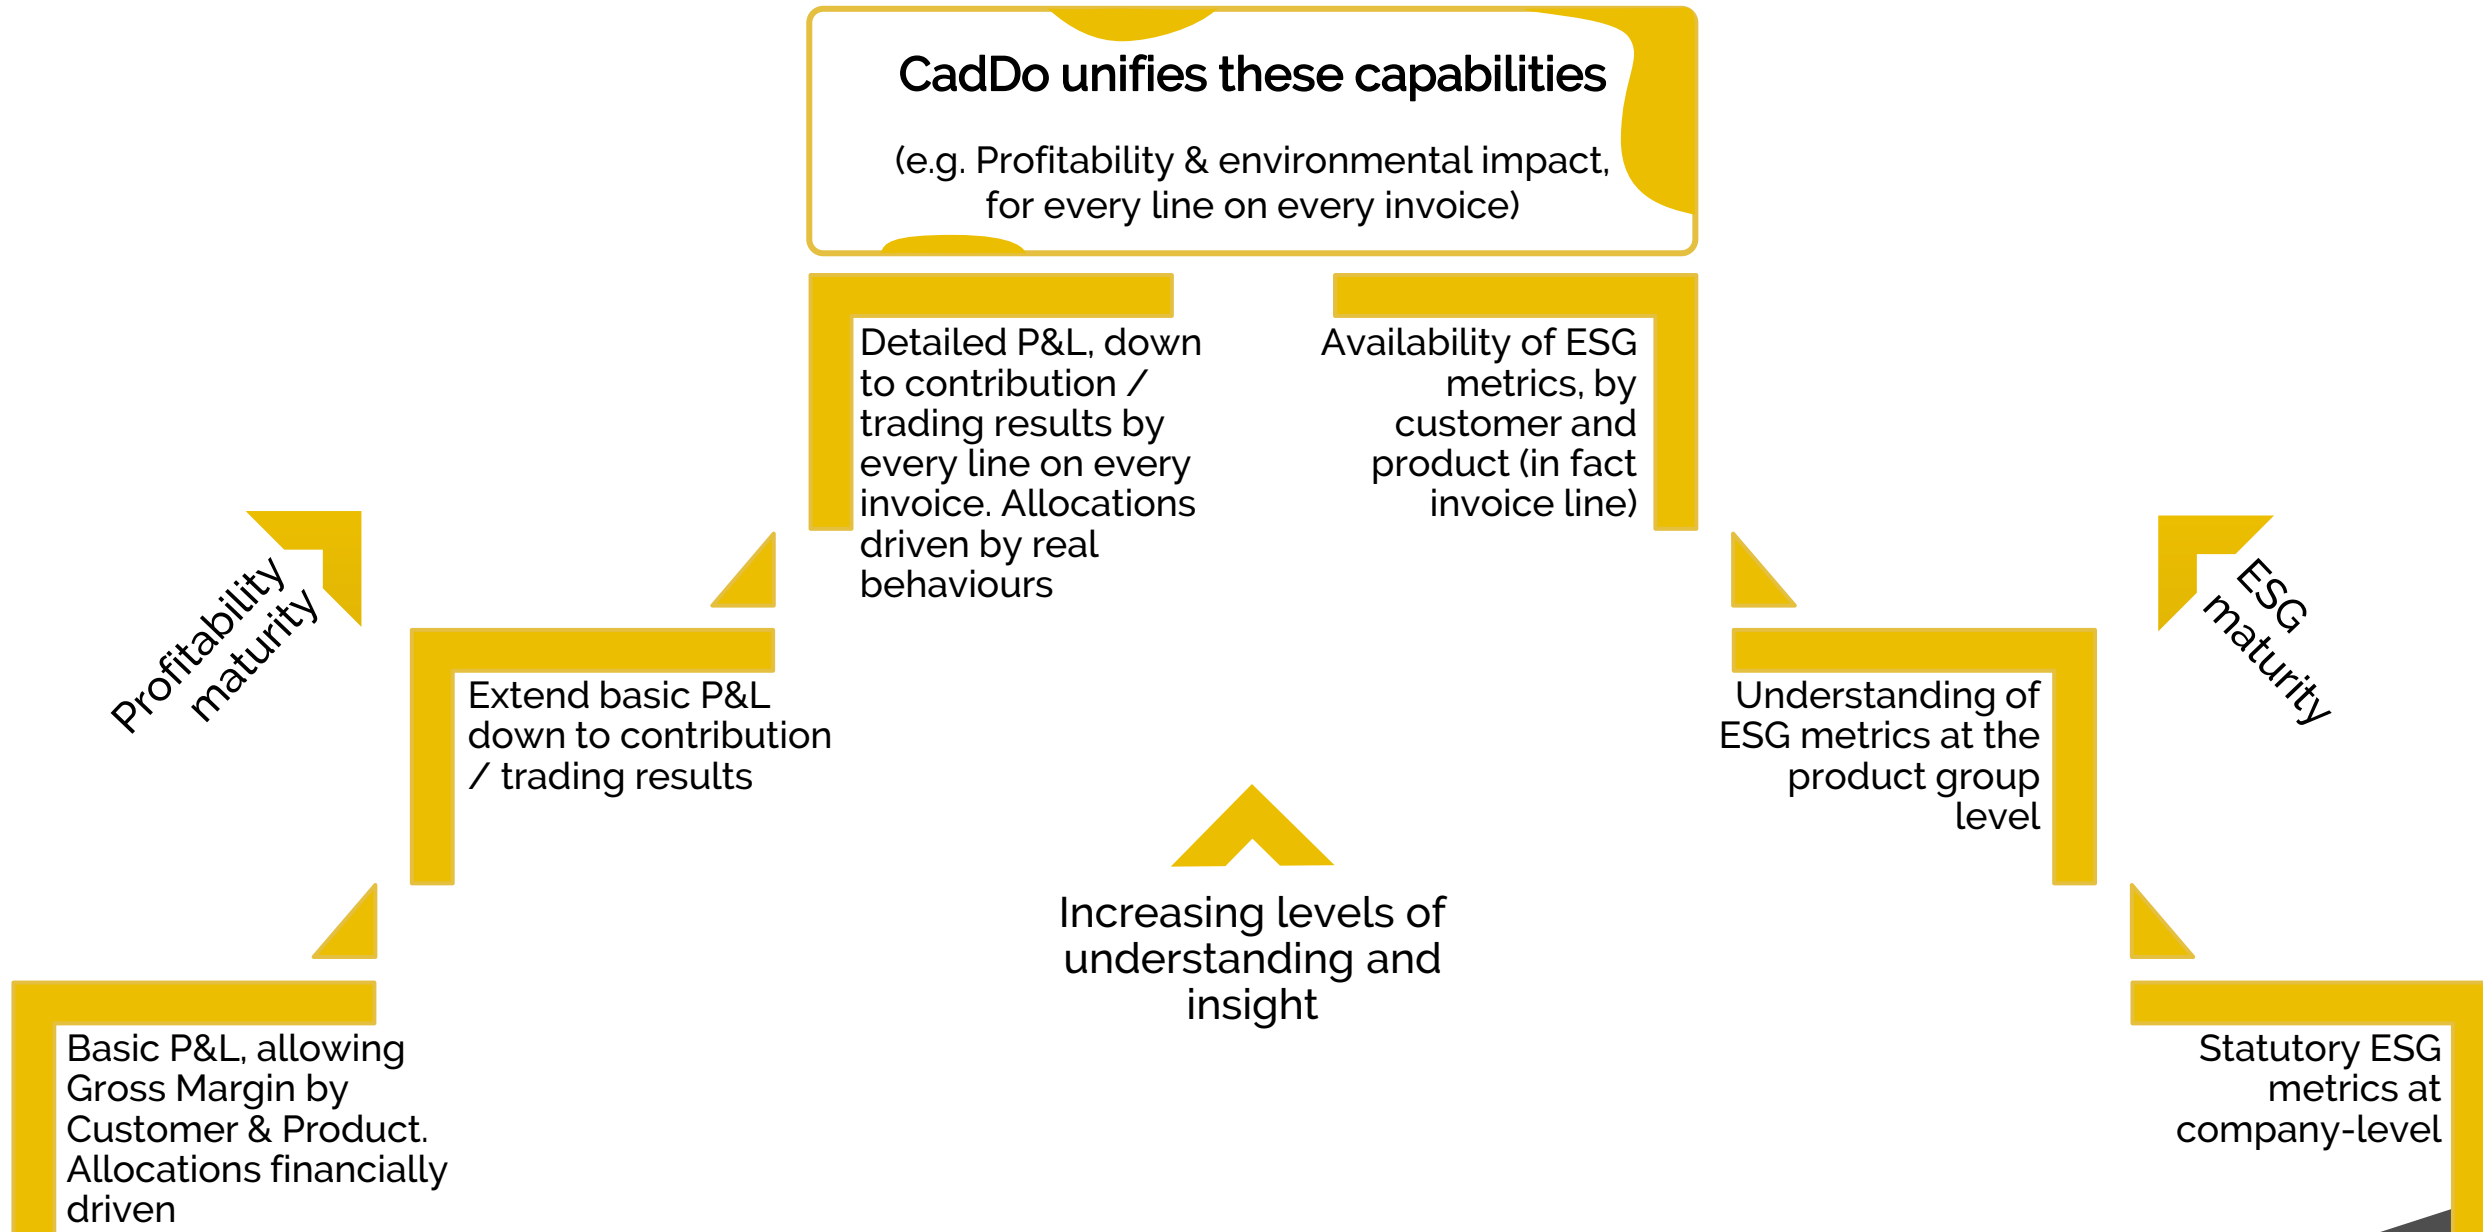 CadDo unifies these capabilities
(e.g. Profitability & environmental impact,
for every line on every invoice)
Detailed P&L, down
to contribution /
trading results by
every line on every
invoice. Allocations
driven by real
behaviours
Availability of ESG
metrics, by
customer and
product (in fact
invoice line)
Profitability
maturity
ESG
maturity
Extend basic P&L
down to contribution
/ trading results
Understanding of
ESG metrics at the
product group
level
Increasing levels of
understanding and
insight
Basic P&L, allowing
Gross Margin by
Customer & Product.
Allocations financially
driven
Statutory ESG
metrics at
company-level